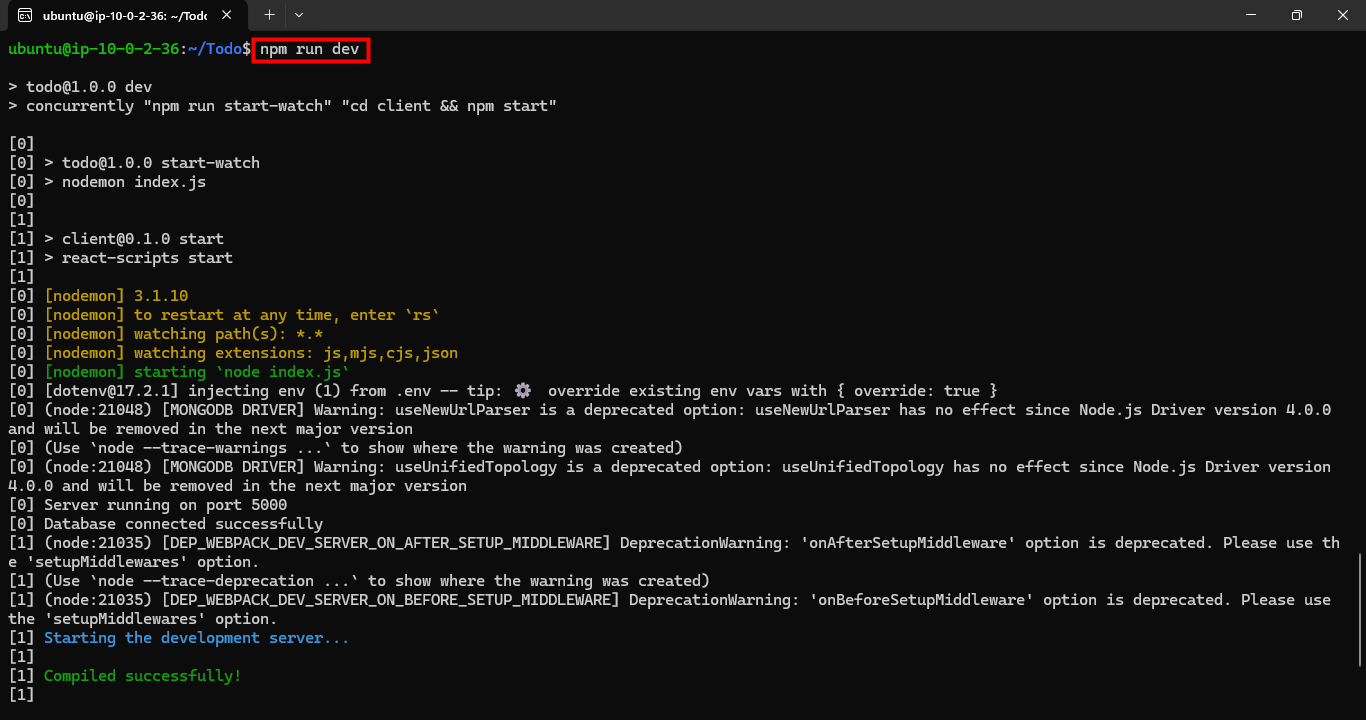 ubuntu@ip-10-0-2-36: ~/Todo
ubuntu@ip-10-0-2-36:~/Todo$ npm run dev
> todo@1.0.0 dev
> concurrently "npm run start-watch" "cd client && npm start"
[0]
[0] > todo@1.0.0 start-watch
[0] > nodemon index.js
[0]
[1]
[1] > client@0.1.0 start
[1] > react-scripts start
[1]
[0] [nodemon] 3.1.10
[0] [nodemon] to restart at any time, enter `rs`
[0] [nodemon] watching path(s): *.*
[0] [nodemon] watching extensions: js,mjs,cjs,json
[0] [nodemon] starting `node index.js`
[0] [dotenv@17.2.1] injecting env (1) from .env -- tip: ⚙️ override existing env vars with { override: true }
[0] (node:21048) [MONGODB DRIVER] Warning: useNewUrlParser is a deprecated option: useNewUrlParser has no effect since Node.js Driver version 4.0.0
and will be removed in the next major version
[0] (Use `node --trace-warnings ...` to show where the warning was created)
[0] (node:21048) [MONGODB DRIVER] Warning: useUnifiedTopology is a deprecated option: useUnifiedTopology has no effect since Node.js Driver version
4.0.0 and will be removed in the next major version
[0] Server running on port 5000
[0] Database connected successfully
[1] (node:21035) [DEP_WEBPACK_DEV_SERVER_ON_AFTER_SETUP_MIDDLEWARE] DeprecationWarning: 'onAfterSetupMiddleware' option is deprecated. Please use th
e 'setupMiddlewares' option.
[1] (Use `node --trace-deprecation ...` to show where the warning was created)
[1] (node:21035) [DEP_WEBPACK_DEV_SERVER_ON_BEFORE_SETUP_MIDDLEWARE] DeprecationWarning: 'onBeforeSetupMiddleware' option is deprecated. Please use
the 'setupMiddlewares' option.
[1] Starting the development server...
[1]
[1] Compiled successfully!
[1]